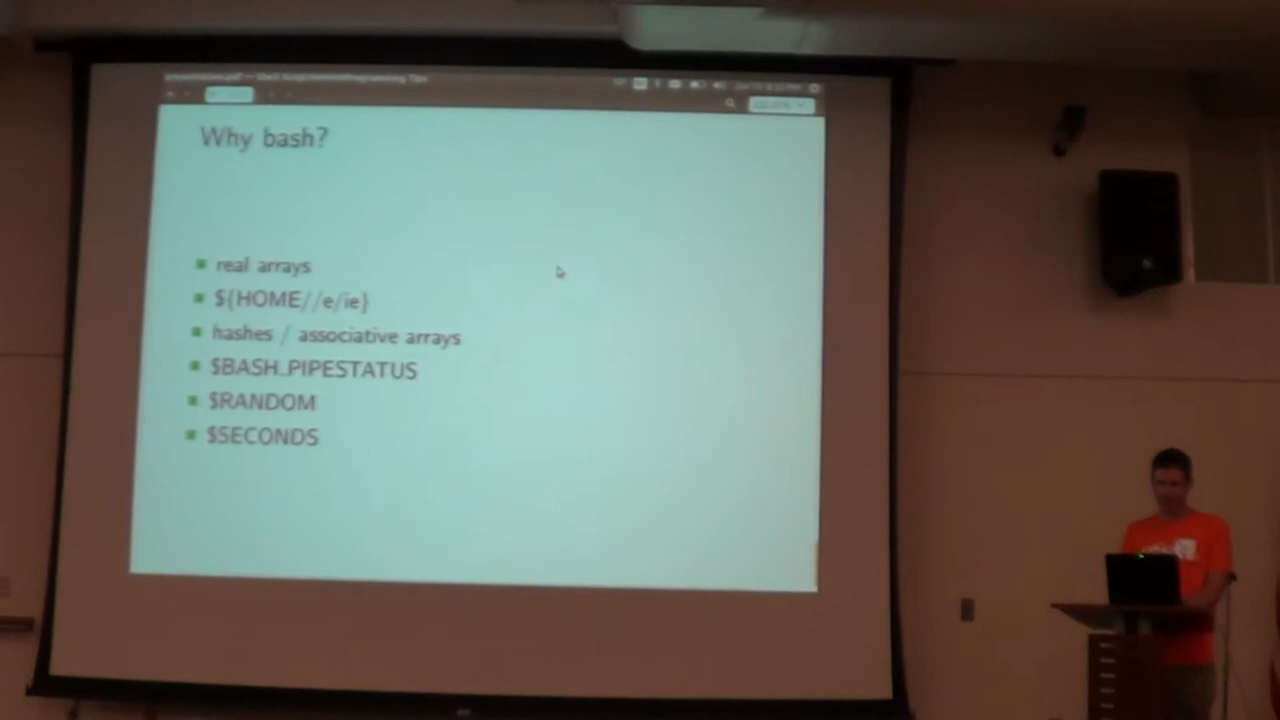 Why bash?
real arrays
${HOME//e/ie}
hashes / associative arrays
$BASH_PIPESTATUS
$RANDOM
$SECONDS